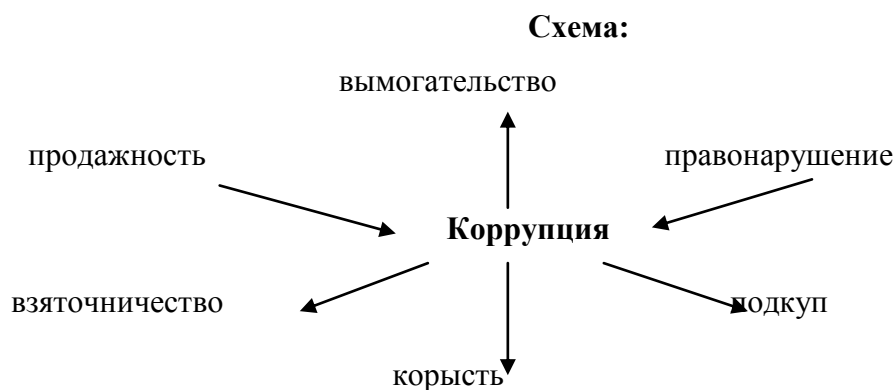 Схема:
вымогательство
продажность
правонарушение
Коррупция
взяточничество
подкуп
корысть